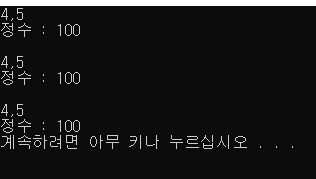 4,5
정수 : 100
4,5
정수 : 100
4,5
정수 : 100
계속하려면 아무 키나 누르십시오 . . .